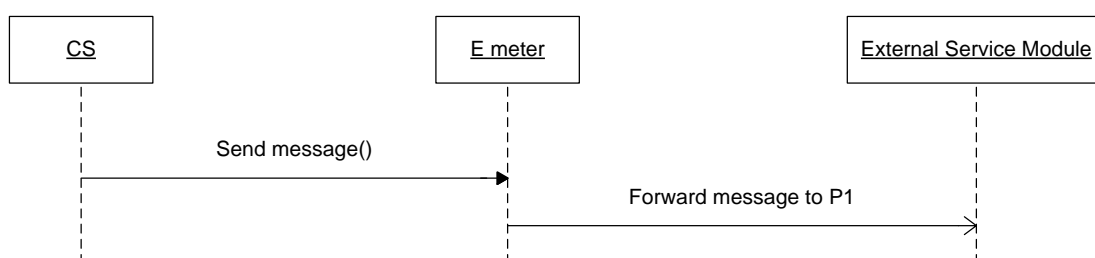 CS
E meter
External Service Module
Send message()
Forward message to P1